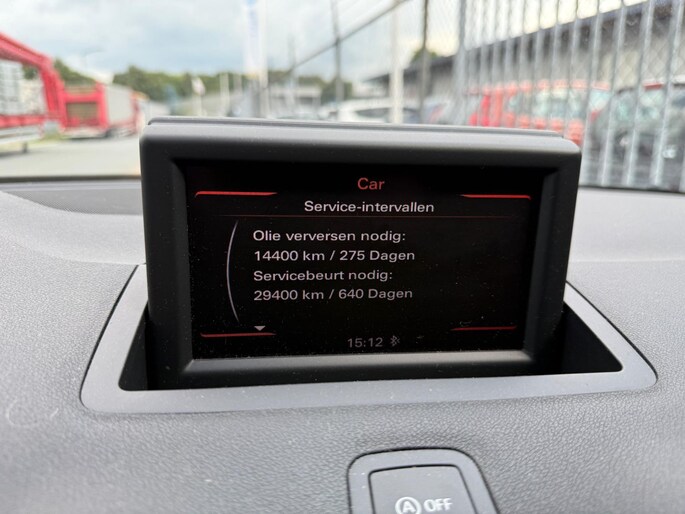 Car
Service-intervallen
Olie verversen nodig:
14400 km / 275 Dagen
Servicebeurt nodig:
29400 km / 640 Dagen
15:12
A OFF